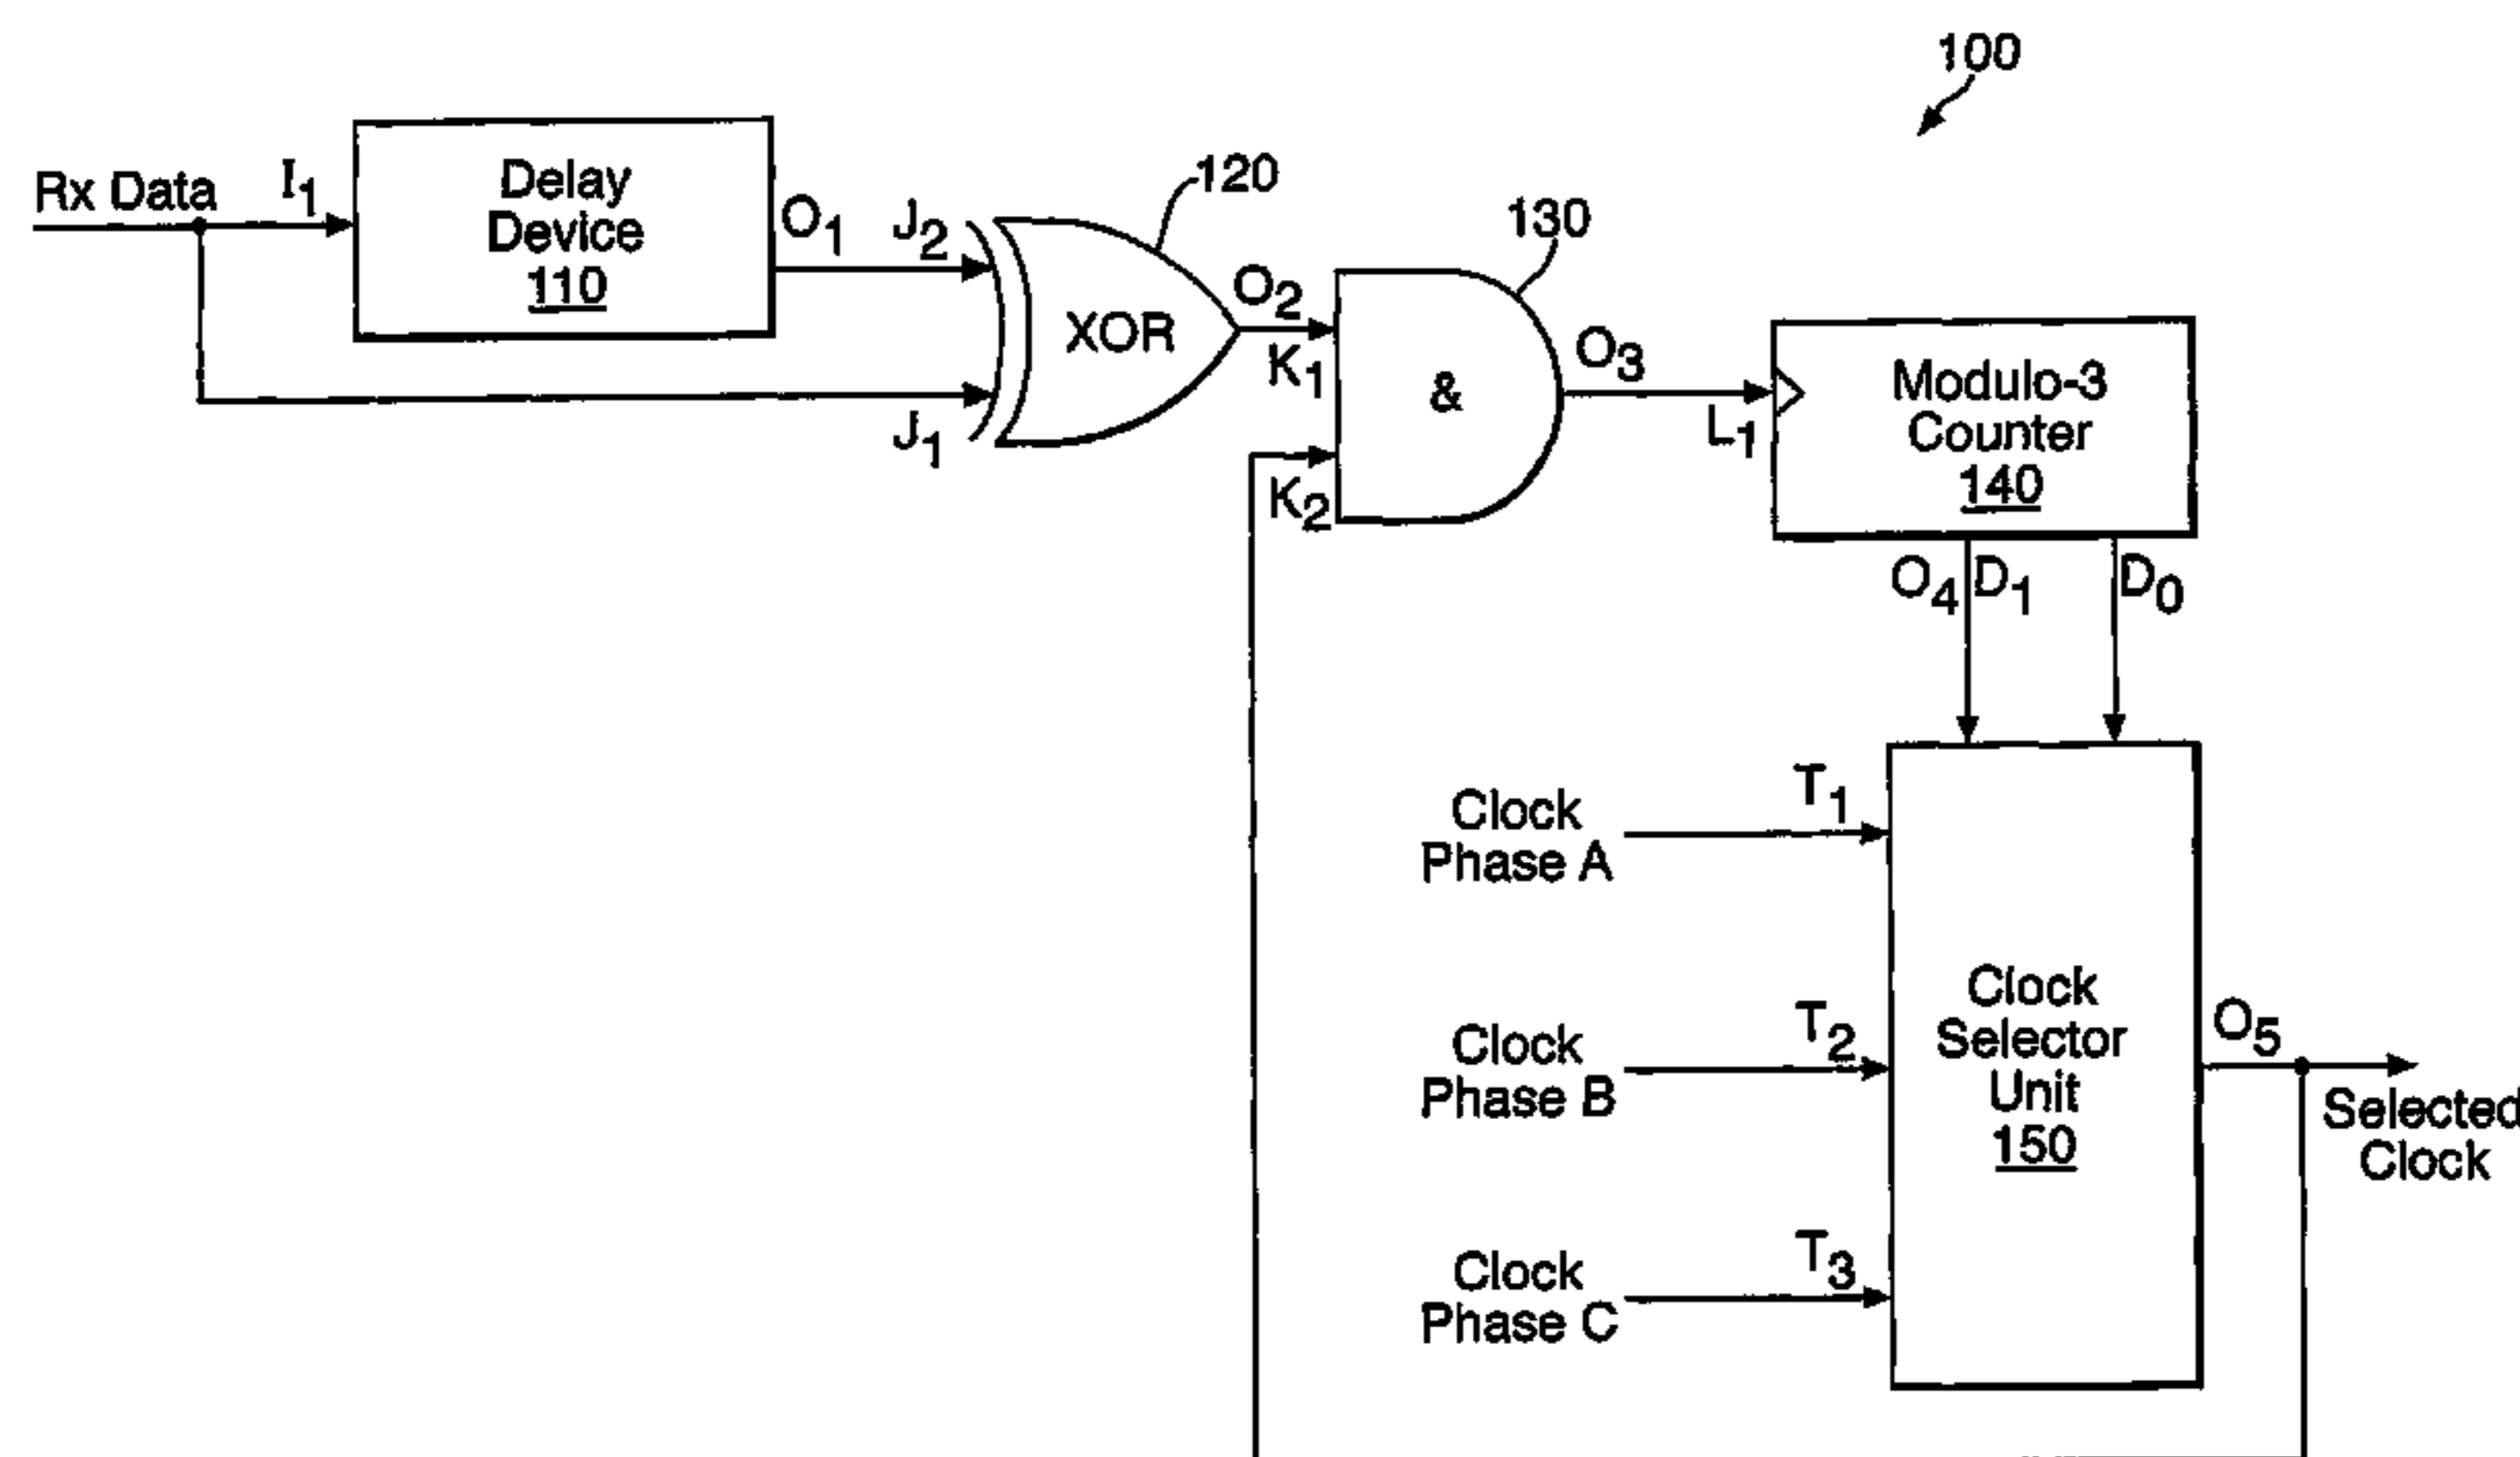 100
Rx Data
I1
Delay
Device
110
O1
J2
J1
XOR
120
O2
K1
K2
&
130
O3
L1
Modulo-3
Counter
140
O4
D1
D0
Clock
Phase A
T1
Clock
Phase B
T2
Clock
Phase C
T3
Clock
Selector
Unit
150
O5
Selected
Clock